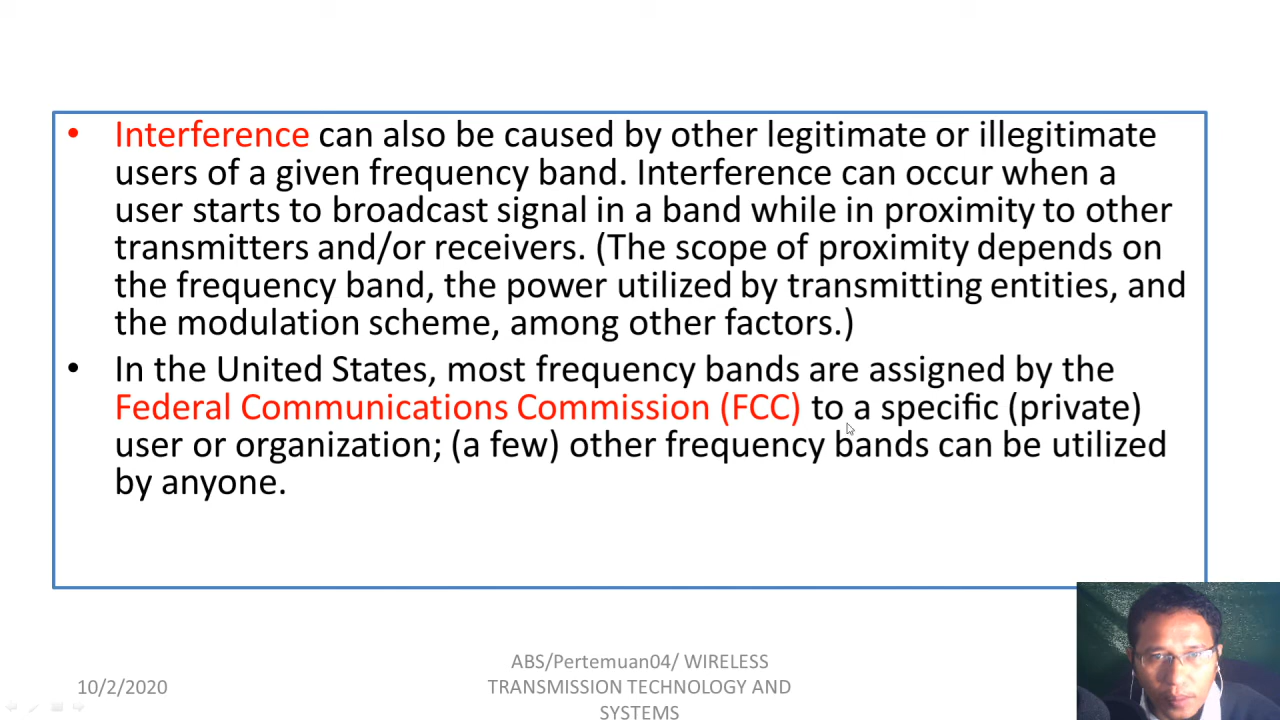 • Interference can also be caused by other legitimate or illegitimate
users of a given frequency band. Interference can occur when a
user starts to broadcast signal in a band while in proximity to other
transmitters and/or receivers. (The scope of proximity depends on
the frequency band, the power utilized by transmitting entities, and
the modulation scheme, among other factors.)
• In the United States, most frequency bands are assigned by the
Federal Communications Commission (FCC) to a specific (private)
user or organization; (a few) other frequency bands can be utilized
by anyone.
10/2/2020
ABS/Pertemuan04/ WIRELESS
TRANSMISSION TECHNOLOGY AND
SYSTEMS